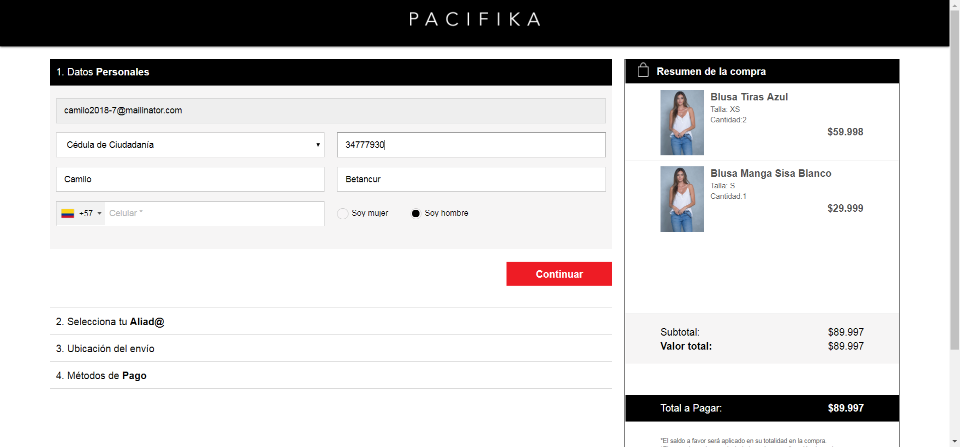 PACIFIKA
1. Datos Personales
camilo2018-7@mailinator.com
Cédula de Ciudadanía
34777930
Camilo
Betancur
+57
Celular *
Soy mujer
Soy hombre
Continuar
2. Selecciona tu Aliad@
3. Ubicación del envío
4. Métodos de Pago
Resumen de la compra
Blusa Tiras Azul
Talla: XS
Cantidad:2
$59.998
Blusa Manga Sisa Blanco
Talla: S
Cantidad:1
$29.999
Subtotal: $89.997
Valor total: $89.997
Total a Pagar: $89.997
*El saldo a favor será aplicado en su totalidad en la compra.